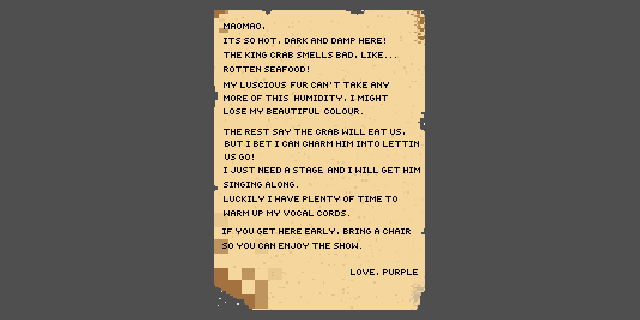 MAOMAO,
ITS SO HOT, DARK AND DAMP HERE!
THE KING CRAB SMELLS BAD, LIKE...
ROTTEN SEAFOOD!
MY LUSCIOUS FUR CAN'T TAKE ANY
MORE OF THIS HUMIDITY, I MIGHT
LOSE MY BEAUTIFUL COLOUR.
THE REST SAY THE CRAB WILL EAT US,
BUT I BET I CAN CHARM HIM INTO LETTIN
US GO!
I JUST NEED A STAGE AND I WILL GET HIM
SINGING ALONG.
LUCKILY I HAVE PLENTY OF TIME TO
WARM UP MY VOCAL CORDS.
IF YOU GET HERE EARLY, BRING A CHAIR
SO YOU CAN ENJOY THE SHOW.
LOVE, PURPLE